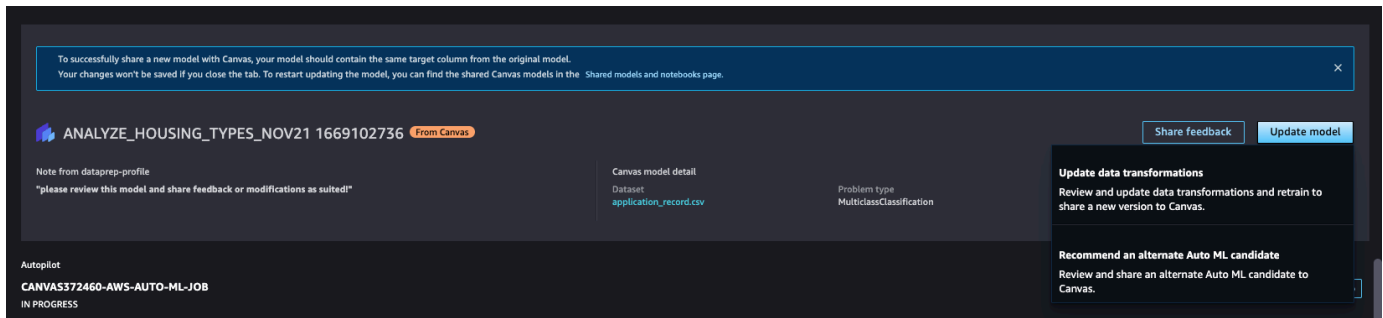 To successfully share a new model with Canvas, your model should contain the same target column from the original model.
Your changes won't be saved if you close the tab. To restart updating the model, you can find the shared Canvas models in the Shared models and notebooks page.
ANALYZE_HOUSING_TYPES_NOV21 1669102736 From Canvas
Share feedback
Update model
Note from dataprep-profile
"please review this model and share feedback or modifications as suited!"
Canvas model detail
Dataset
application_record.csv
Problem type
MulticlassClassification
Update data transformations
Review and update data transformations and retrain to
share a new version to Canvas.
Recommend an alternate Auto ML candidate
Review and share an alternate Auto ML candidate to
Canvas.
Autopilot
CANVAS372460-AWS-AUTO-ML-JOB
IN PROGRESS